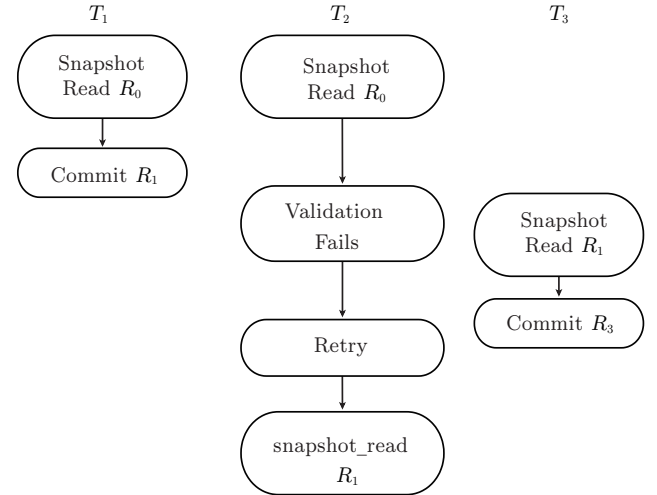 T₁
T₂
T₃
Snapshot
Read R₀
Commit R₁
Snapshot
Read R₀
Validation
Fails
Retry
snapshot_read
R₁
Snapshot
Read R₁
Commit R₃